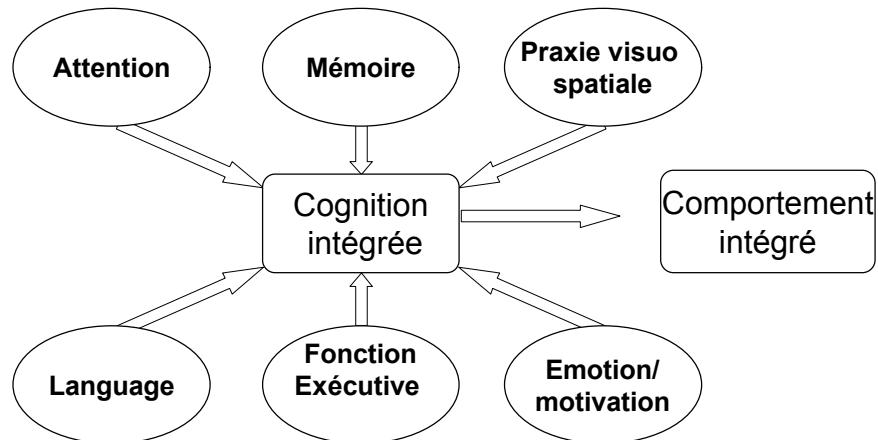 Attention
Mémoire
Praxie visuo
spatiale
Cognition
intégrée
Comportement
intégré
Language
Fonction
Exécutive
Emotion/
motivation